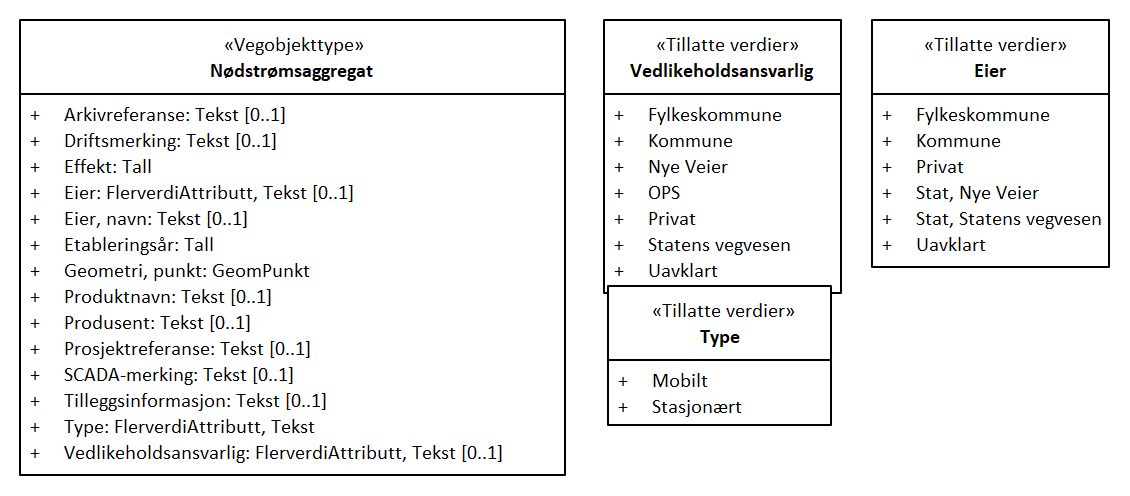 «Vegobjekttype»
Nødstrømsaggregat
+ Arkivreferanse: Tekst [0..1]
+ Driftsmerking: Tekst [0..1]
+ Effekt: Tall
+ Eier: FlerverdiAttributt, Tekst [0..1]
+ Eier, navn: Tekst [0..1]
+ Etableringsår: Tall
+ Geometri, punkt: GeomPunkt
+ Produktnavn: Tekst [0..1]
+ Produsent: Tekst [0..1]
+ Prosjektreferanse: Tekst [0..1]
+ SCADA-merking: Tekst [0..1]
+ Tilleggsinformasjon: Tekst [0..1]
+ Type: FlerverdiAttributt, Tekst
+ Vedlikeholdsansvarlig: FlerverdiAttributt, Tekst [0..1]
«Tillatte verdier»
Vedlikeholdsansvarlig
+ Fylkeskommune
+ Kommune
+ Nye Veier
+ OPS
+ Privat
+ Statens vegvesen
+ Uavklart
«Tillatte verdier»
Type
+ Mobilt
+ Stasjonært
«Tillatte verdier»
Eier
+ Fylkeskommune
+ Kommune
+ Privat
+ Stat, Nye Veier
+ Stat, Statens vegvesen
+ Uavklart